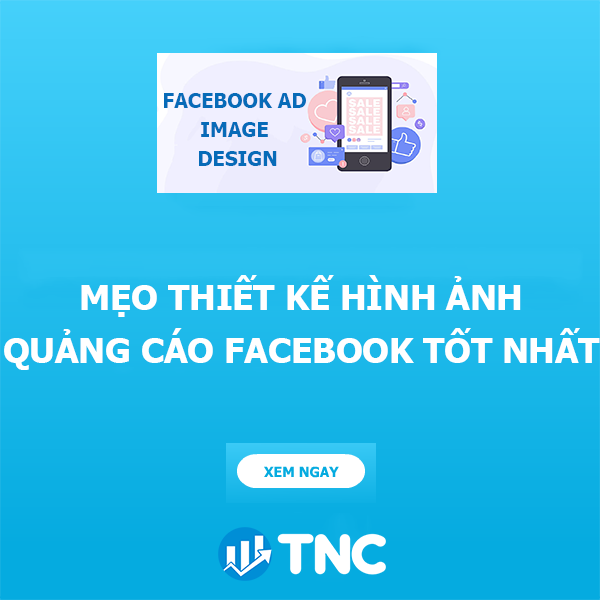 FACEBOOK AD
IMAGE
DESIGN
SALE
SALE
SALE
SALE
MẸO THIẾT KẾ HÌNH ẢNH
QUẢNG CÁO FACEBOOK TỐT NHẤT
XEM NGAY
TNC